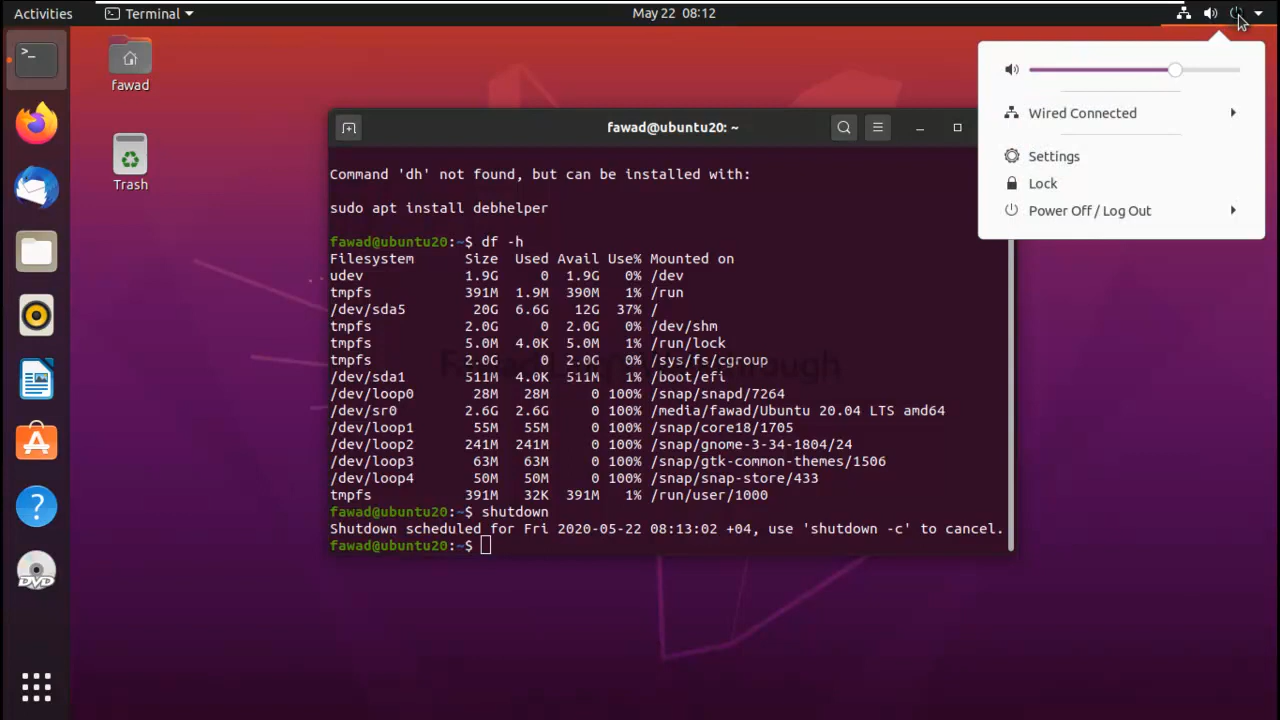 Activities
Terminal
May 22 08:12
fawad
Trash
fawad@ubuntu20: ~
Wired Connected
Settings
Lock
Power Off / Log Out
Command 'dh' not found, but can be installed with:
sudo apt install debhelper
fawad@ubuntu20:~$ df -h
Filesystem Size Used Avail Use% Mounted on
udev 1.9G 0 1.9G 0% /dev
tmpfs 391M 1.9M 390M 1% /run
/dev/sda5 20G 6.6G 12G 37% /
tmpfs 2.0G 0 2.0G 0% /dev/shm
tmpfs 5.0M 4.0K 5.0M 1% /run/lock
tmpfs 2.0G 0 2.0G 0% /sys/fs/cgroup
/dev/sda1 511M 4.0K 511M 1% /boot/efi
/dev/loop0 28M 28M 0 100% /snap/snapd/7264
/dev/sr0 2.6G 2.6G 0 100% /media/fawad/Ubuntu 20.04 LTS amd64
/dev/loop1 55M 55M 0 100% /snap/core18/1705
/dev/loop2 241M 241M 0 100% /snap/gnome-3-34-1804/24
/dev/loop3 63M 63M 0 100% /snap/gtk-common-themes/1506
/dev/loop4 50M 50M 0 100% /snap/snap-store/433
tmpfs 391M 32K 391M 1% /run/user/1000
fawad@ubuntu20:~$ shutdown
Shutdown scheduled for Fri 2020-05-22 08:13:02 +04, use 'shutdown -c' to cancel.
fawad@ubuntu20:~$
DVD